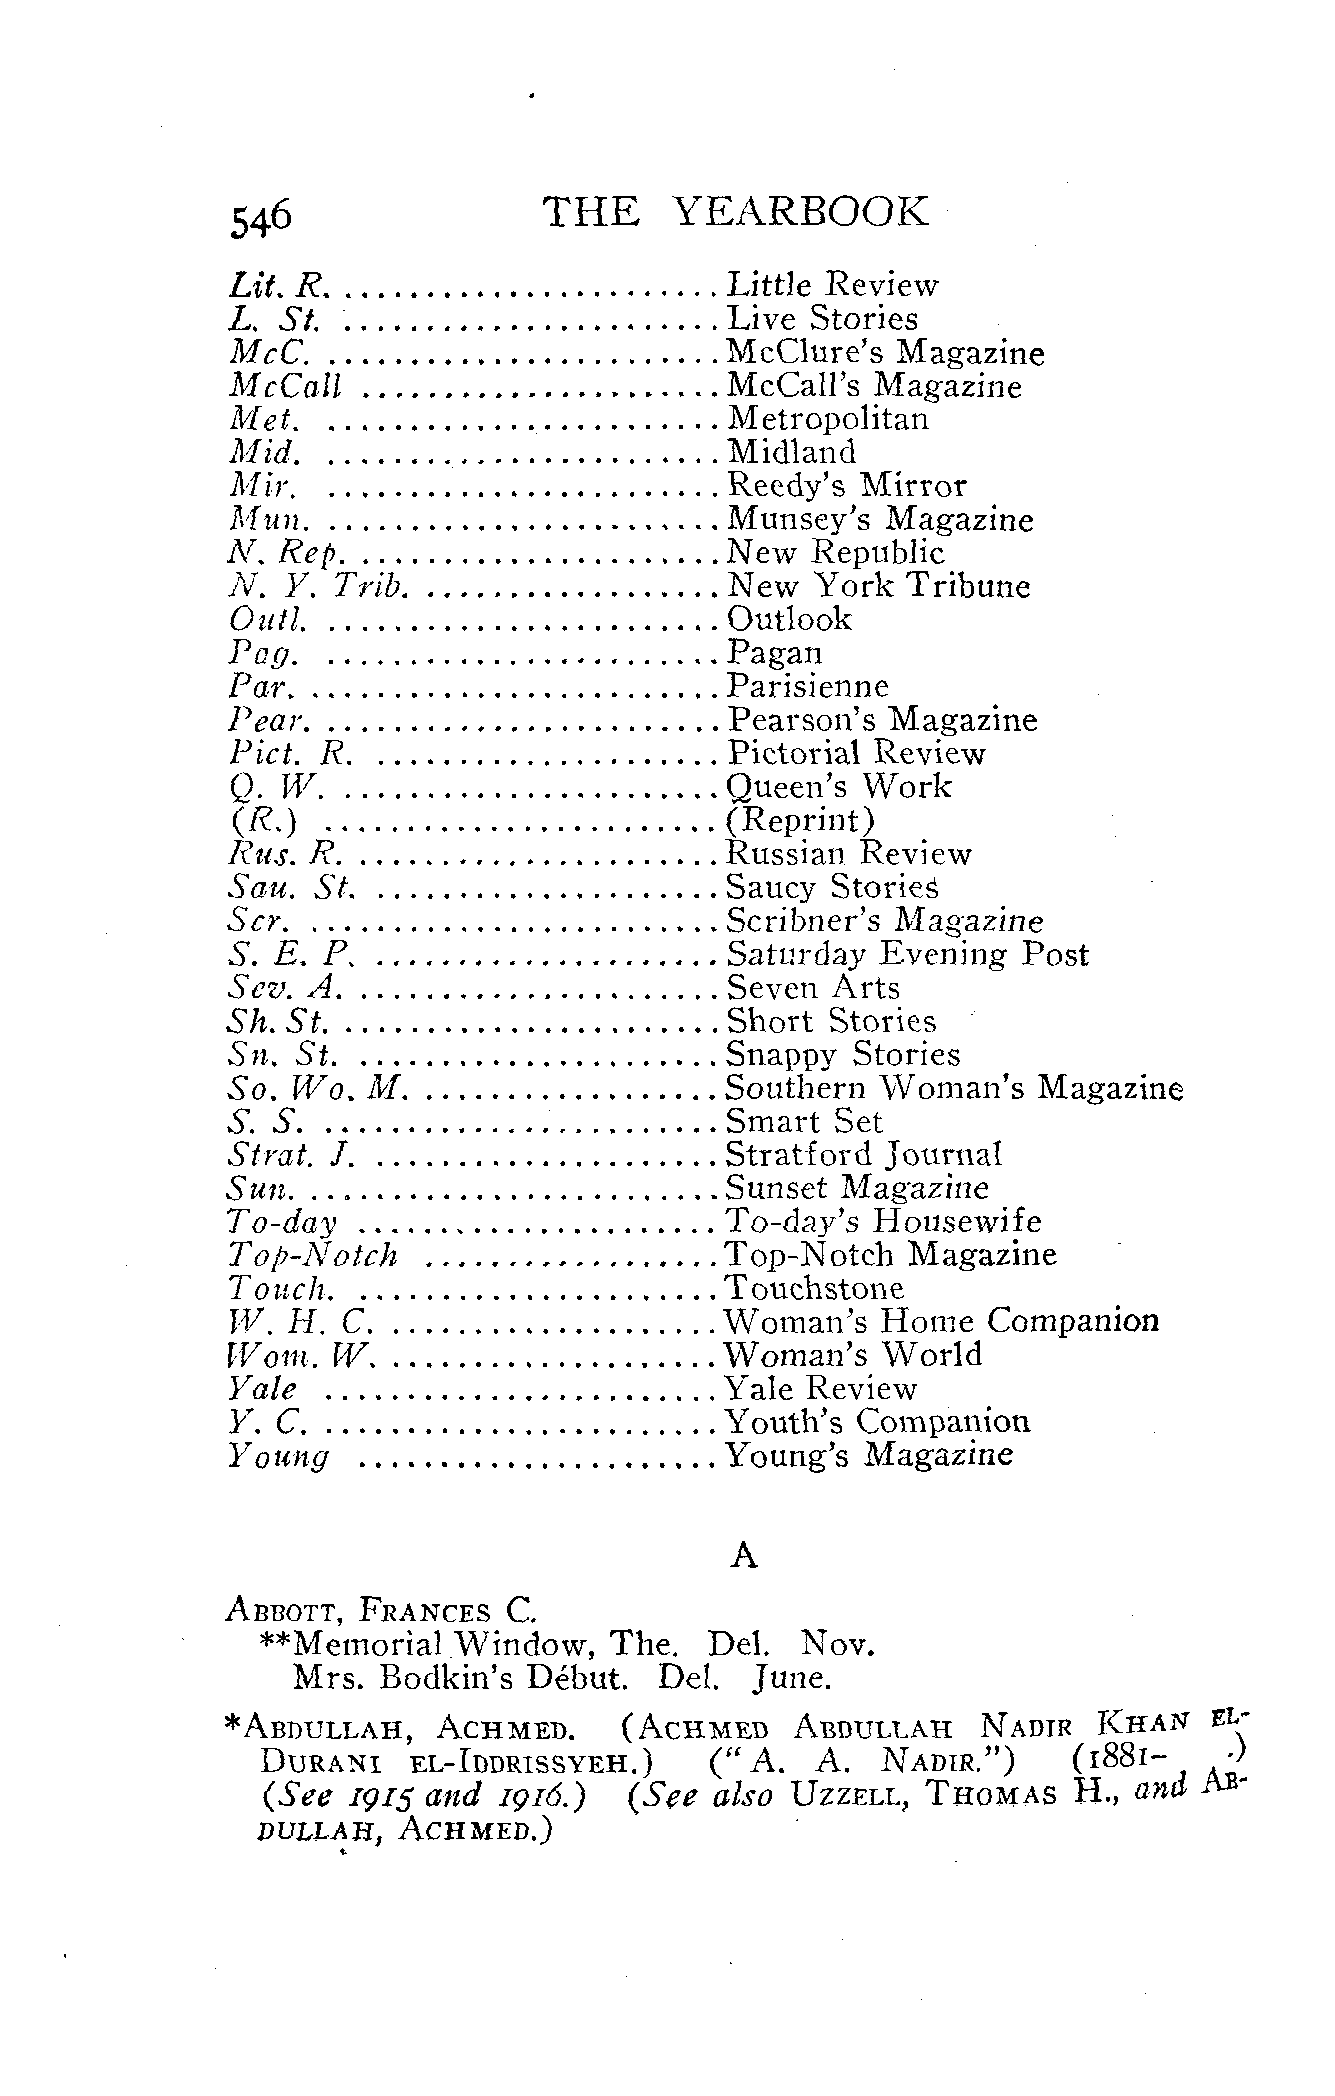 546 THE YEARBOOK
Lit. R. ....................... Little Review
L. St. ....................... Live Stories
McC. ........................ McClure's Magazine
McCall ...................... McCall's Magazine
Met. ........................ Metropolitan
Mid. ........................ Midland
Mir. ........................ Reedy's Mirror
Mun. ........................ Munsey's Magazine
N. Rep. ...................... New Republic
N. Y. Trib. .................. New York Tribune
Outl. ........................ Outlook
Pag. ........................ Pagan
Par. ......................... Parisienne
Pear. ........................ Pearson's Magazine
Pict. R. ..................... Pictorial Review
Q. W. ....................... Queen's Work
(R.) ........................ (Reprint)
Rus. R. ...................... Russian Review
Sau. St. ..................... Saucy Stories
Scr. ......................... Scribner's Magazine
S. E. P. ..................... Saturday Evening Post
Sev. A. ...................... Seven Arts
Sh. St. ....................... Short Stories
Sn. St. ...................... Snappy Stories
So. Wo. M. .................. Southern Woman's Magazine
S. S. ........................ Smart Set
Strat. J. ..................... Stratford Journal
Sun. ......................... Sunset Magazine
To-day ...................... To-day's Housewife
Top-Notch .................. Top-Notch Magazine
Touch. ...................... Touchstone
W. H. C. .................... Woman's Home Companion
Wom. W. .................... Woman's World
Yale ........................ Yale Review
Y. C. ........................ Youth's Companion
Young ...................... Young's Magazine
A
ABBOTT, FRANCES C.
**Memorial Window, The. Del. Nov.
Mrs. Bodkin's Début. Del. June.
*ABDULLAH, ACHMED. (ACHMED ABDULLAH NADIR KHAN EL-
DURANI EL-IDDRISSYEH.) (“A. A. NADIR.”) (1881- .)
(See 1915 and 1916.) (See also UZZELL, THOMAS H., and AB-
DULLAH, ACHMED.)